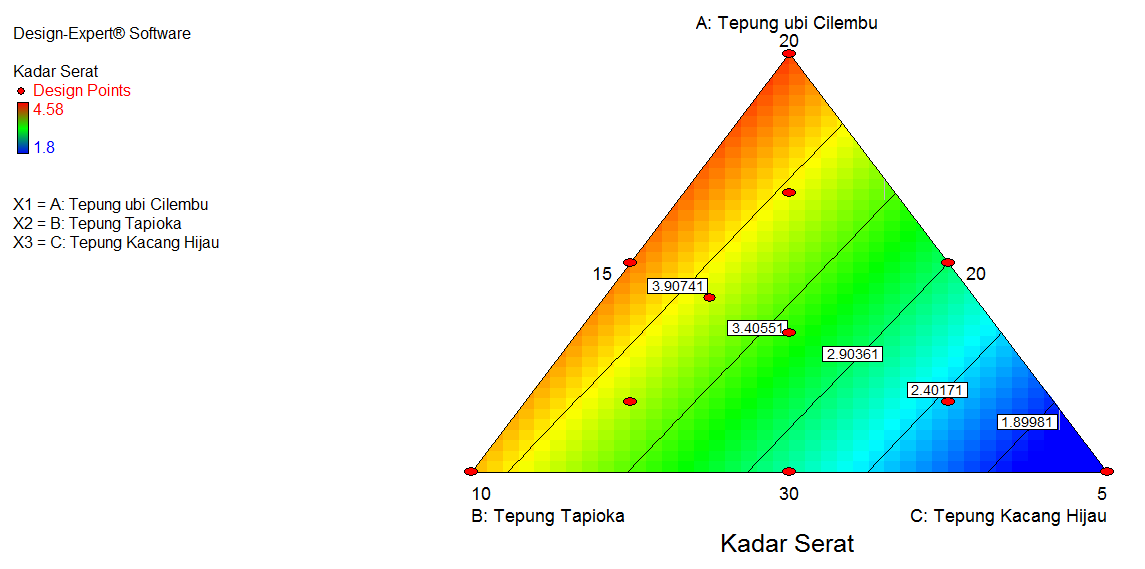 Design-Expert® Software
Kadar Serat
Design Points
4.58
1.8
X1 = A: Tepung ubi Cilembu
X2 = B: Tepung Tapioka
X3 = C: Tepung Kacang Hijau
A: Tepung ubi Cilembu
20
15
20
3.90741
3.40551
2.90361
2.40171
1.89981
10
30
5
B: Tepung Tapioka
C: Tepung Kacang Hijau
Kadar Serat